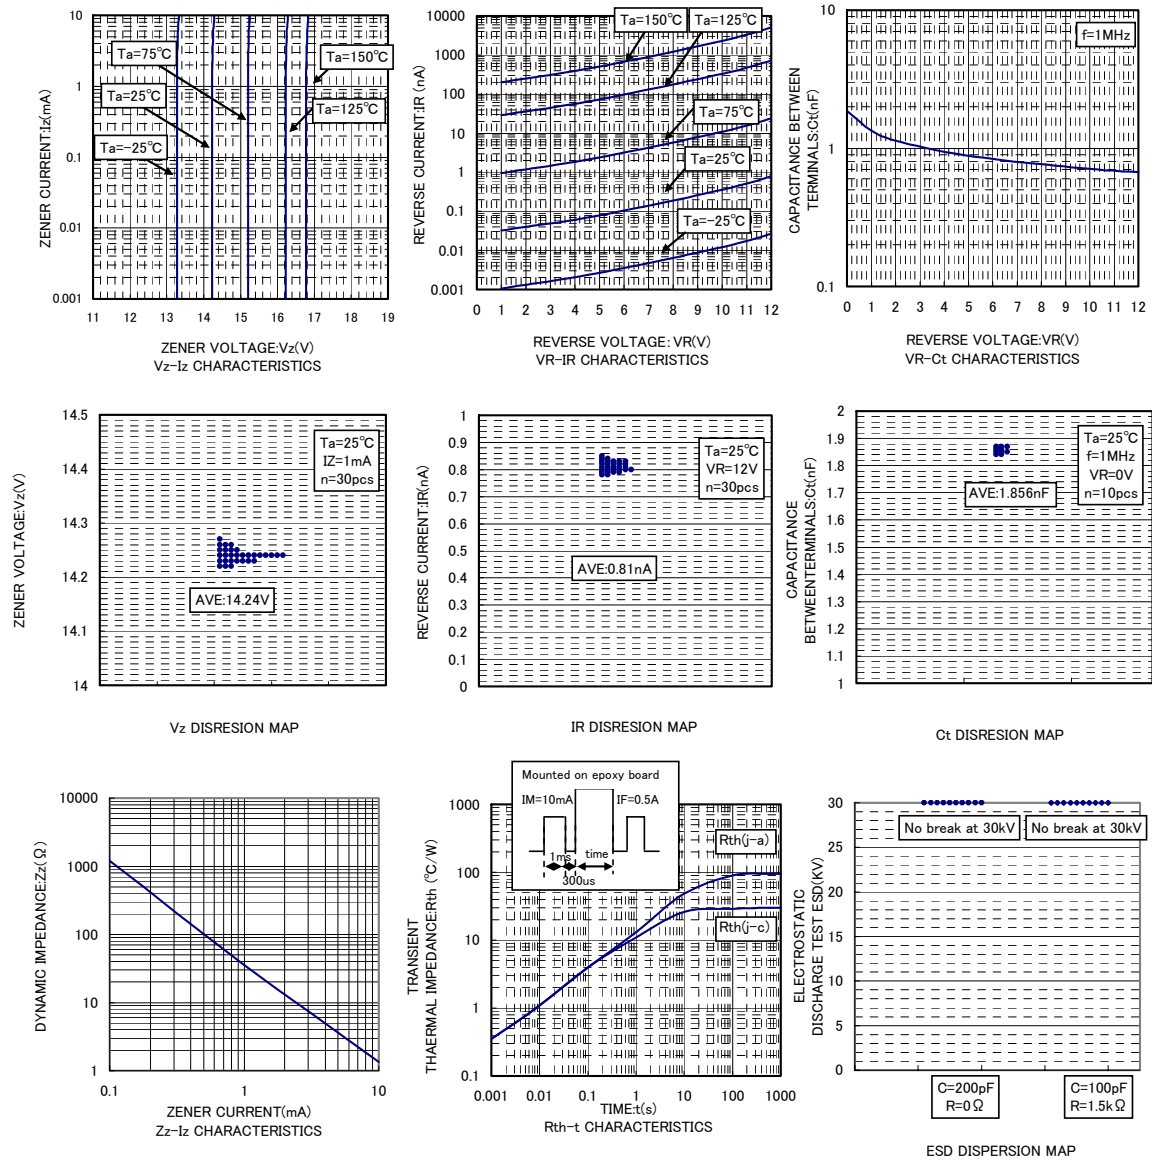 ZENER CURRENT:Iz(mA)
10
1
0.1
0.01
0.001
Ta=75℃
Ta=25℃
Ta=-25℃
Ta=150℃
Ta=125℃
11 12 13 14 15 16 17 18 19
ZENER VOLTAGE:Vz(V)
Vz-Iz CHARACTERISTICS
REVERSE CURRENT:IR (nA)
10000
1000
100
10
1
0.1
0.01
0.001
Ta=150℃
Ta=125℃
Ta=75℃
Ta=25℃
Ta=-25℃
0 1 2 3 4 5 6 7 8 9 10 11 12
REVERSE VOLTAGE: VR(V)
VR-IR CHARACTERISTICS
CAPACITANCE BETWEEN
TERMINALS:Ct(nF)
10
1
0.1
f=1MHz
0 1 2 3 4 5 6 7 8 9 10 11 12
REVERSE VOLTAGE:VR(V)
VR-Ct CHARACTERISTICS
ZENER VOLTAGE:Vz(V)
14.5
14.4
14.3
14.2
14.1
14
Ta=25℃
IZ=1mA
n=30pcs
AVE:14.24V
Vz DISRESION MAP
REVERSE CURRENT:IR(nA)
1
0.9
0.8
0.7
0.6
0.5
0.4
0.3
0.2
0.1
0
Ta=25℃
VR=12V
n=30pcs
AVE:0.81nA
IR DISRESION MAP
CAPACITANCE
BETWEENTERMINALS:Ct(nF)
2
1.9
1.8
1.7
1.6
1.5
1.4
1.3
1.2
1.1
1
Ta=25℃
f=1MHz
VR=0V
n=10pcs
AVE:1.856nF
Ct DISRESION MAP
DYNAMIC IMPEDANCE:Zz(Ω)
10000
1000
100
10
1
0.1 1 10
ZENER CURRENT(mA)
Zz-Iz CHARACTERISTICS
TRANSIENT
THAERMAL IMPEDANCE:Rth (℃/W)
1000
100
10
1
0.1
Mounted on epoxy board
IM=10mA IF=0.5A
1ms time
300us
Rth(j-a)
Rth(j-c)
0.001 0.01 0.1 1 10 100 1000
TIME:t(s)
Rth-t CHARACTERISTICS
ELECTROSTATIC
DISCHARGE TEST ESD(KV)
30
25
20
15
10
5
0
No break at 30kV
No break at 30kV
C=200pF
R=0Ω
C=100pF
R=1.5kΩ
ESD DISPERSION MAP